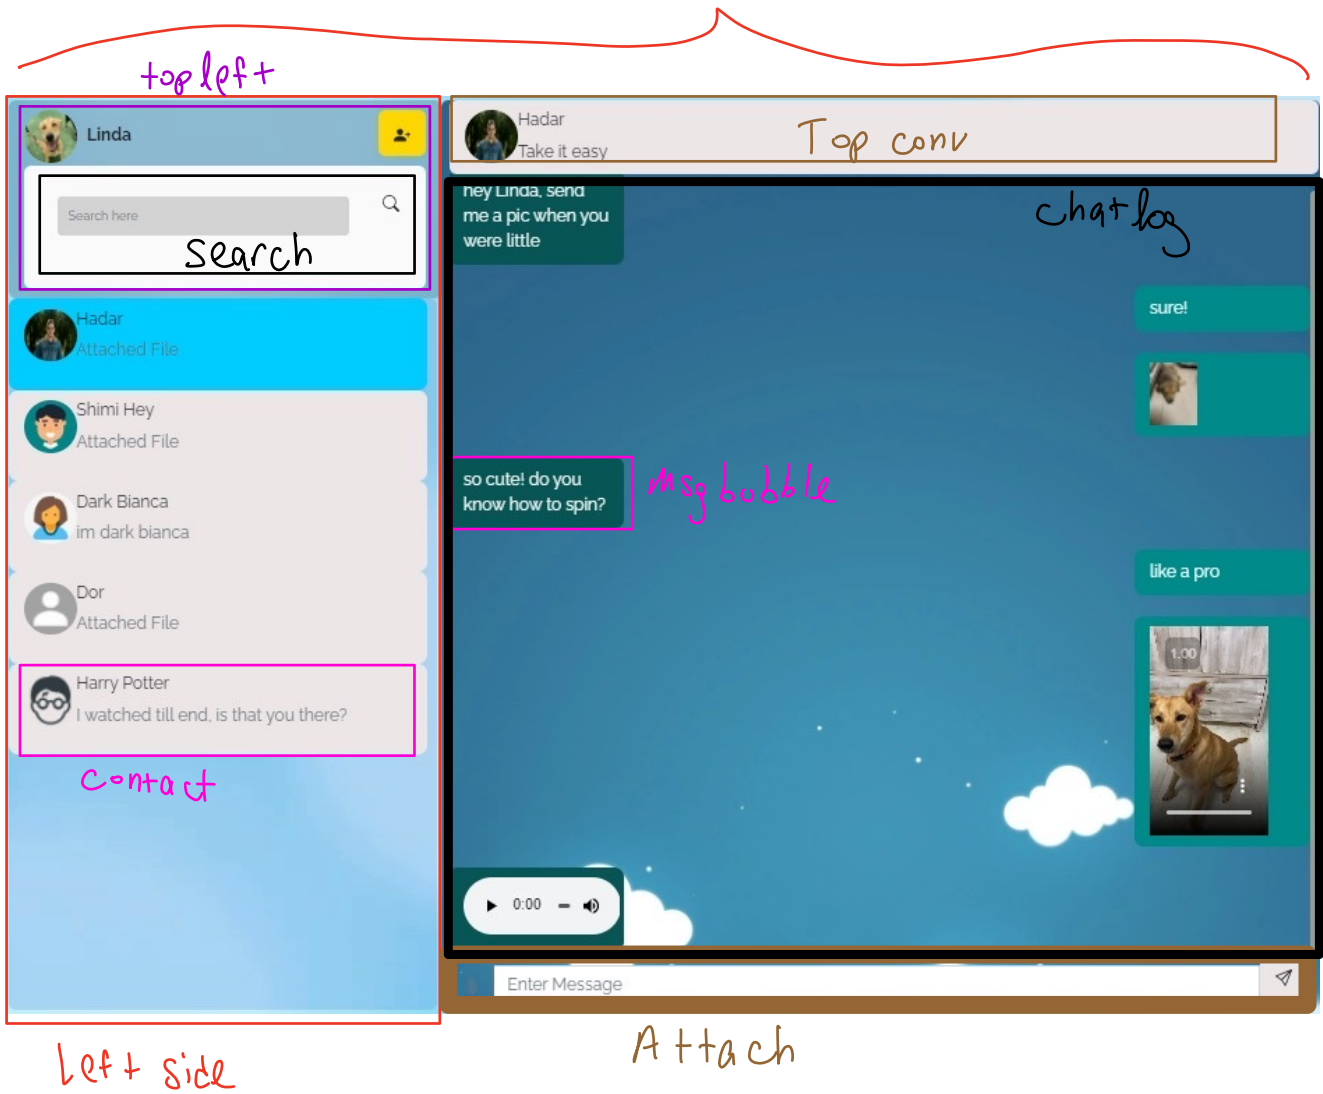 top left
Linda
Search here
search
Hadar
Attached File
Shimi Hey
Attached File
Dark Bianca
im dark bianca
Dor
Attached File
Harry Potter
I watched till end, is that you there?
contact
Left side
Hadar
Take it easy
Top conv
chatlog
hey Linda, send
me a pic when you
were little
sure!
so cute! do you
know how to spin?
msg bubble
like a pro
1.00
0:00
Enter Message
Attach